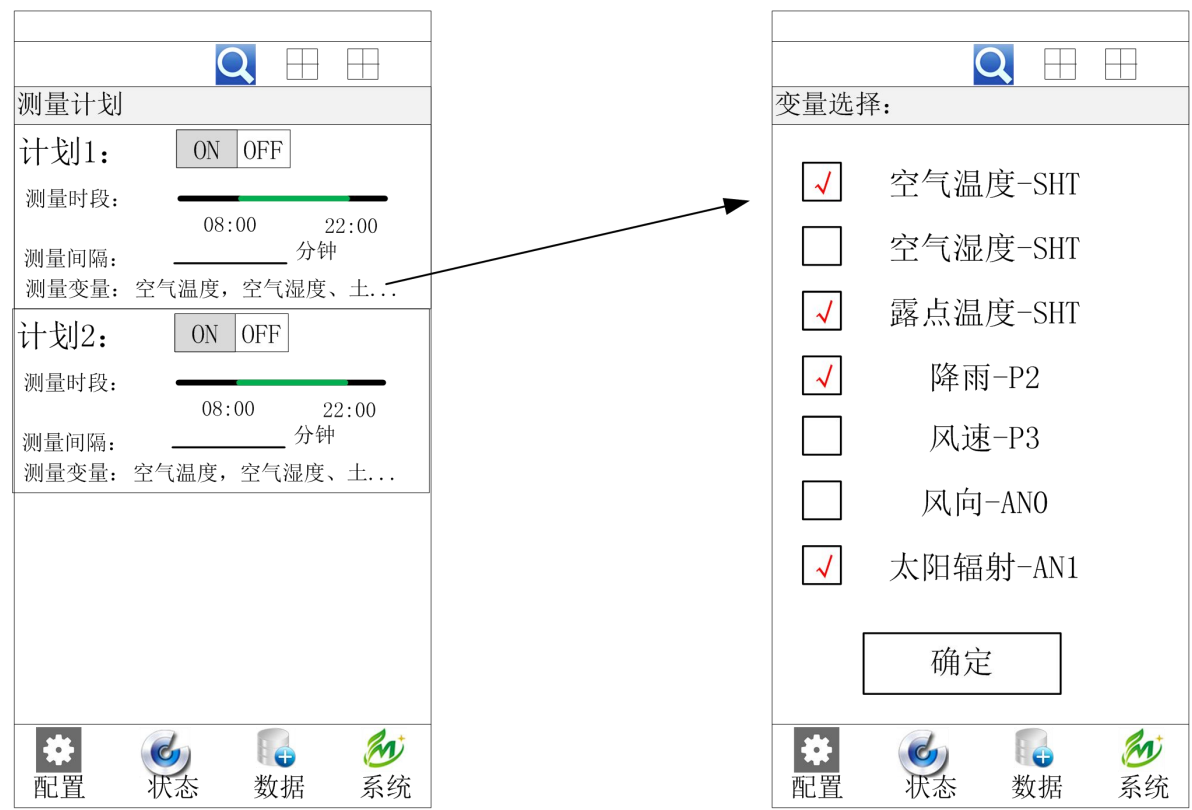 测量计划
计划1: ON OFF
测量时段:
08:00 22:00
测量间隔: 分钟
测量变量: 空气温度, 空气湿度、土...
计划2: ON OFF
测量时段:
08:00 22:00
测量间隔: 分钟
测量变量: 空气温度, 空气湿度、土...
配置 状态 数据 系统
变量选择:
空气温度-SHT
空气湿度-SHT
露点温度-SHT
降雨-P2
风速-P3
风向-AN0
太阳辐射-AN1
确定
配置 状态 数据 系统